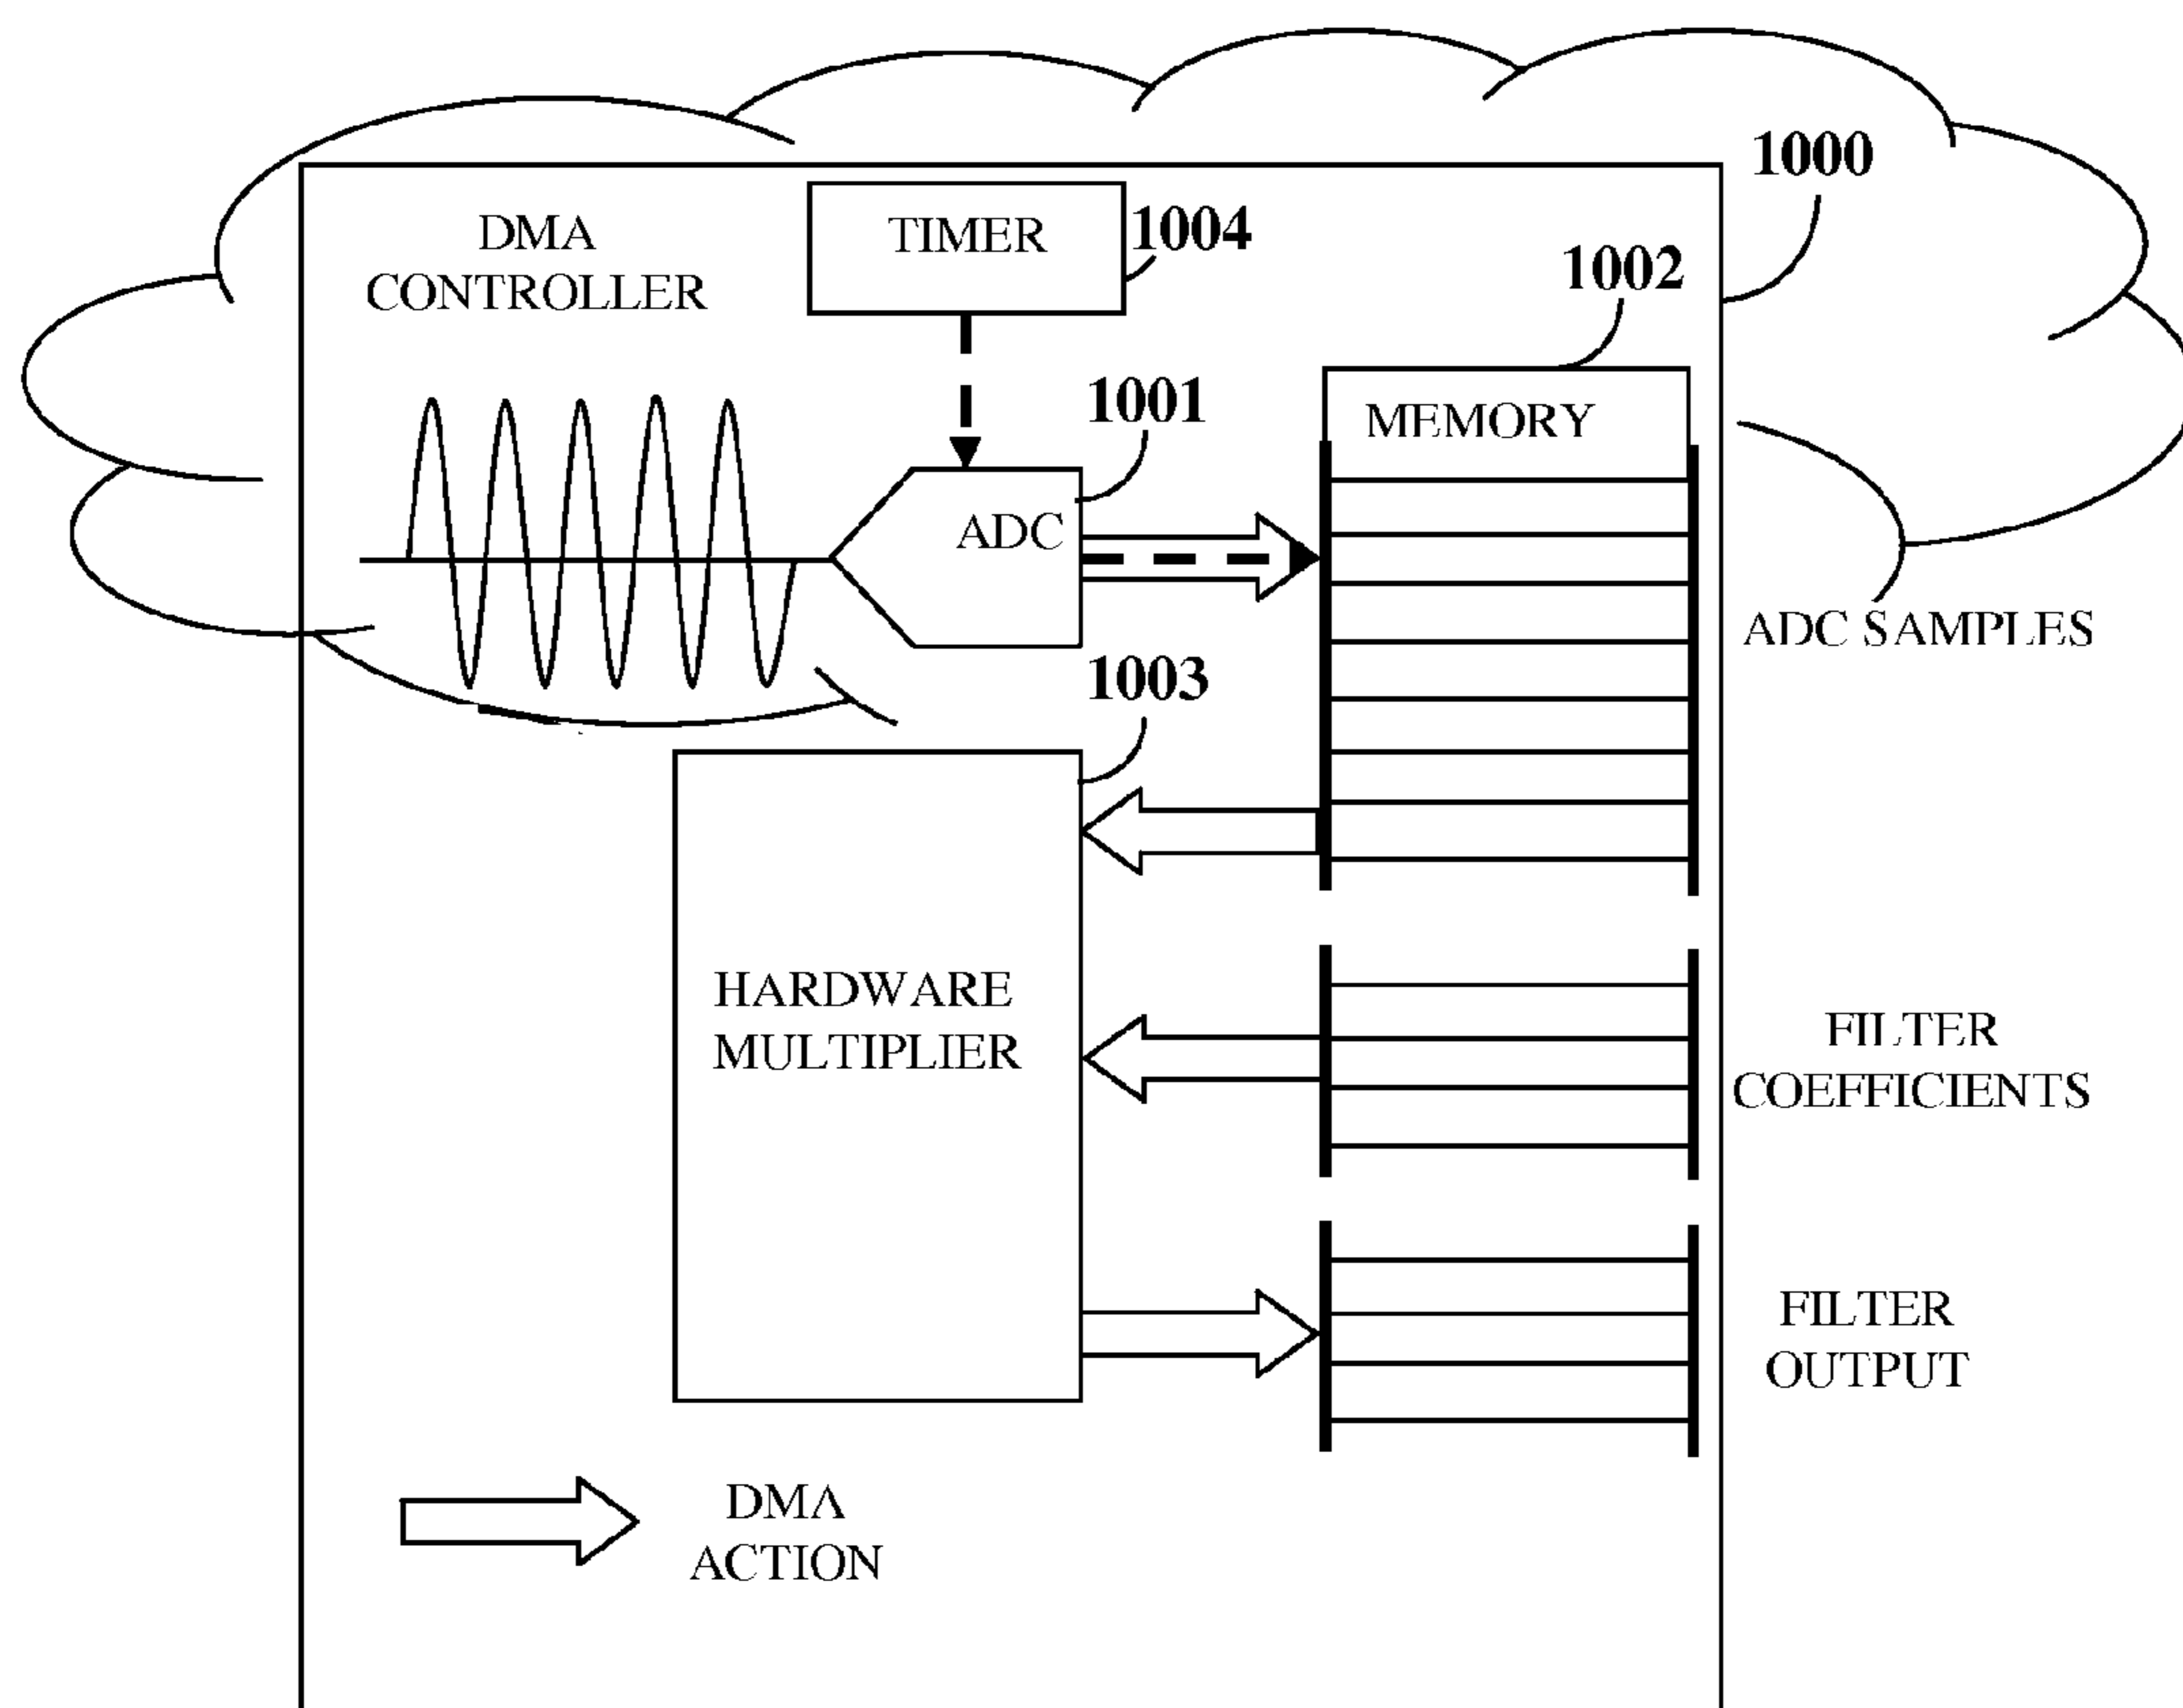 1000
DMA
CONTROLLER
TIMER
1004
1002
1001
MEMORY
ADC
ADC SAMPLES
1003
HARDWARE
MULTIPLIER
FILTER
COEFFICIENTS
FILTER
OUTPUT
DMA
ACTION